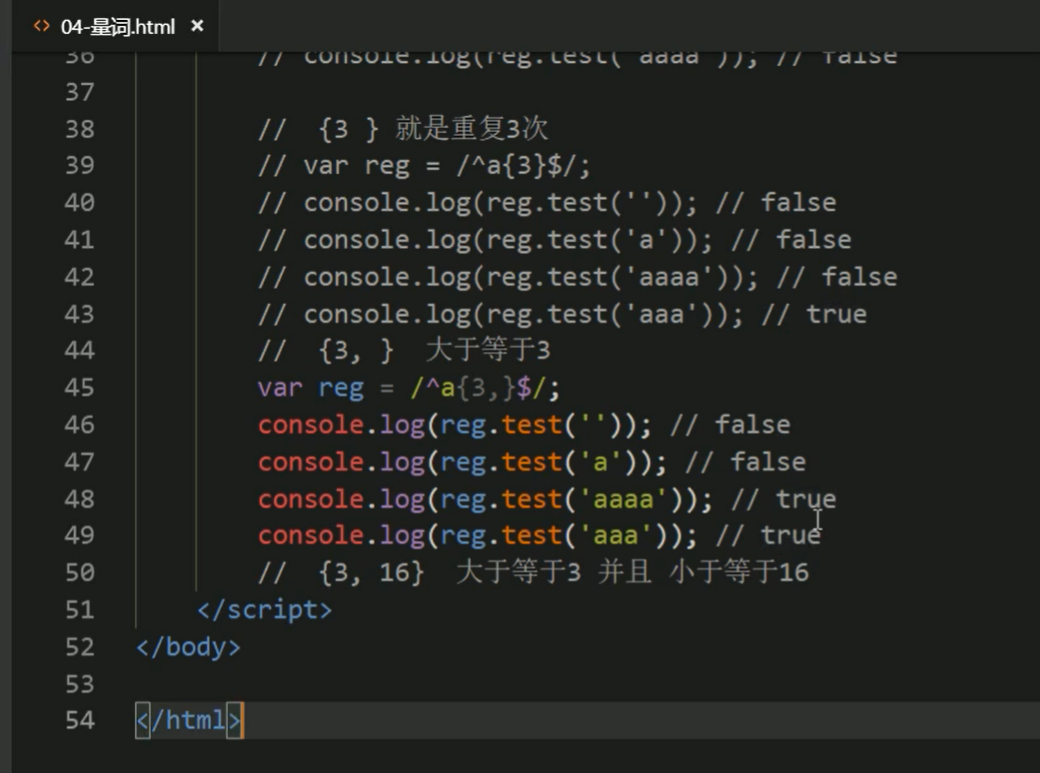 <> 04-量词.html ×
36 // console.log(reg.test('aaaa')); // false
37
38 // {3 } 就是重复3次
39 // var reg = /^a{3}$/;
40 // console.log(reg.test('')); // false
41 // console.log(reg.test('a')); // false
42 // console.log(reg.test('aaaa')); // false
43 // console.log(reg.test('aaa')); // true
44 // {3, } 大于等于3
45 var reg = /^a{3,}$/;
46 console.log(reg.test('')); // false
47 console.log(reg.test('a')); // false
48 console.log(reg.test('aaaa')); // true
49 console.log(reg.test('aaa')); // true
50 // {3, 16} 大于等于3 并且 小于等于16
51 </script>
52 </body>
53
54 </html>